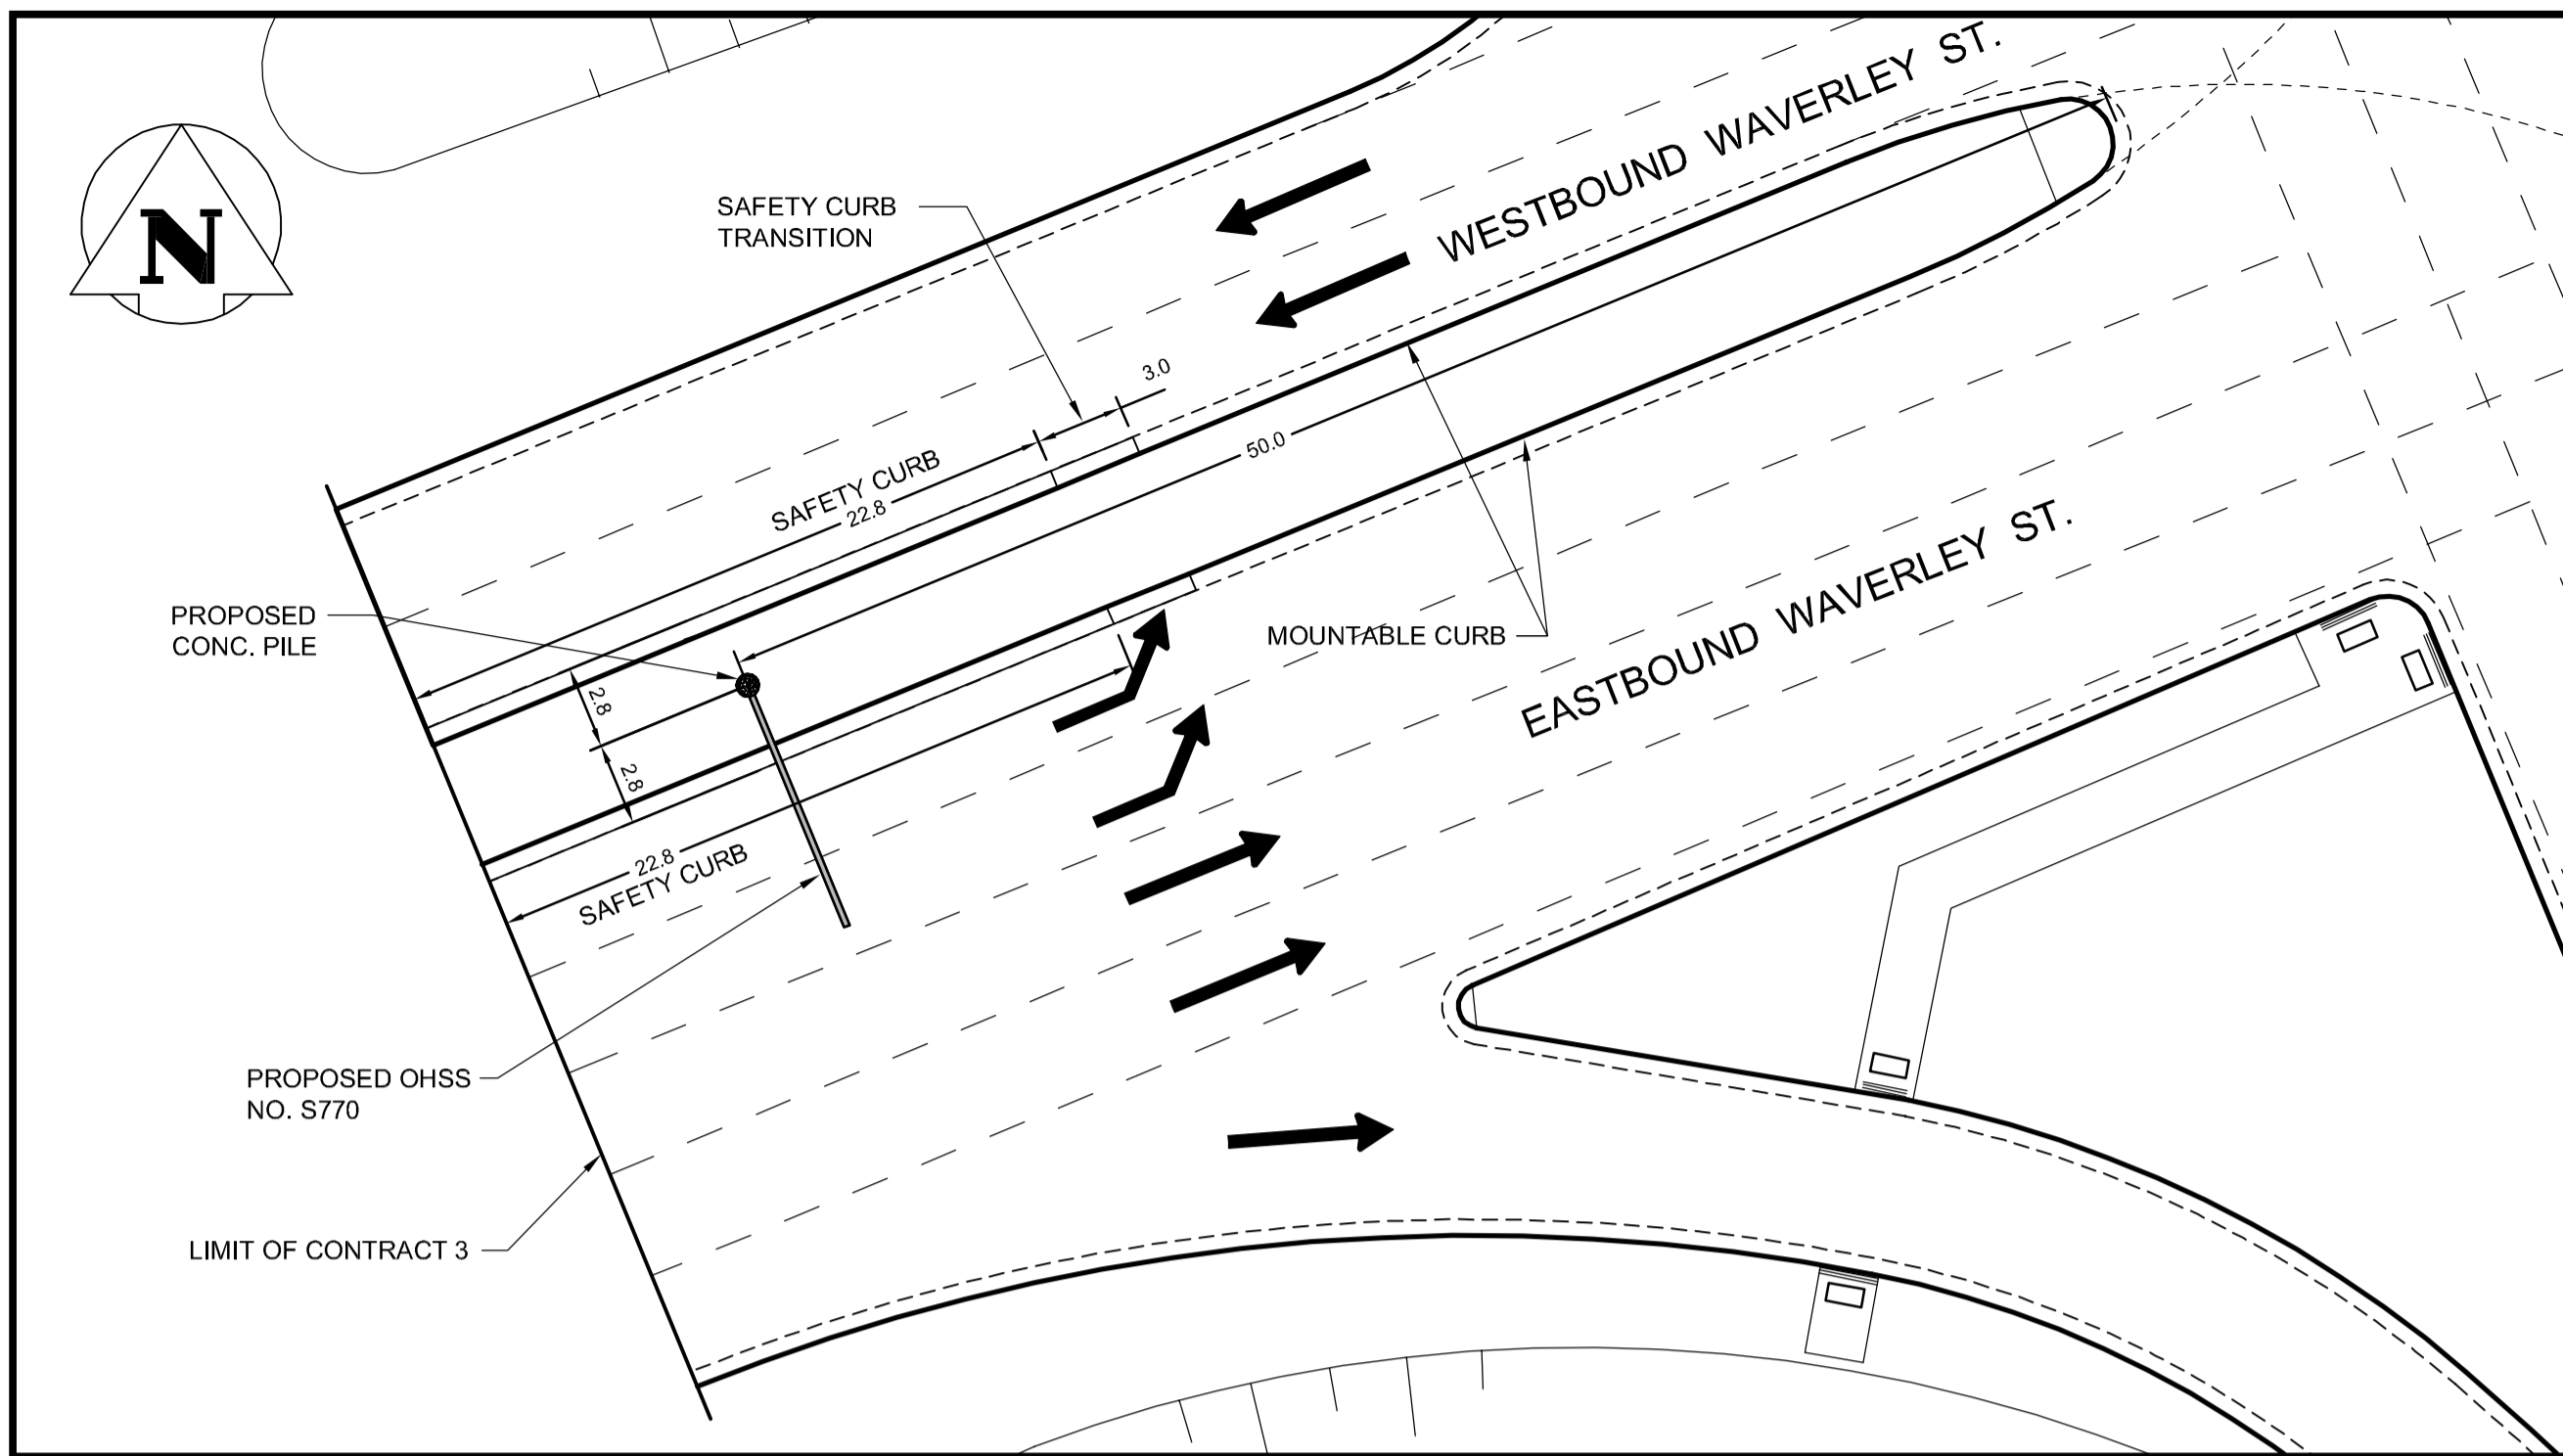 WESTBOUND WAVERLEY ST.
N
SAFETY CURB
TRANSITION
3.0
50.0
SAFETY CURB
22.8
PROPOSED
CONC. PILE
MOUNTABLE CURB
EASTBOUND WAVERLEY ST.
2.8
2.8
22.8
SAFETY CURB
PROPOSED OHSS
NO. S770
LIMIT OF CONTRACT 3